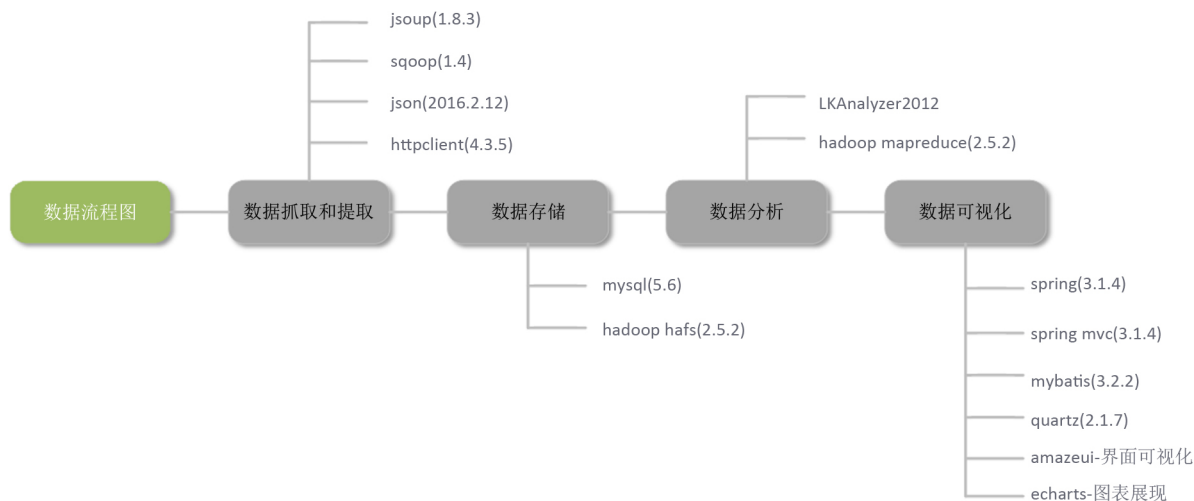 数据流程图
数据抓取和提取
jsoup(1.8.3)
sqoop(1.4)
json(2016.2.12)
httpclient(4.3.5)
数据存储
mysql(5.6)
hadoop hafs(2.5.2)
数据分析
LKAnalyzer2012
hadoop mapreduce(2.5.2)
数据可视化
spring(3.1.4)
spring mvc(3.1.4)
mybatis(3.2.2)
quartz(2.1.7)
amazeui-界面可视化
echarts-图表展现